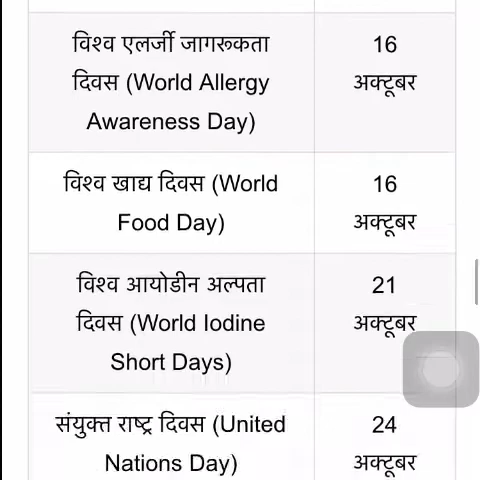 विश्व एलर्जी जागरूकता
दिवस (World Allergy
Awareness Day)
16
अक्टूबर
विश्व खाद्य दिवस (World
Food Day)
16
अक्टूबर
विश्व आयोडीन अल्पता
दिवस (World Iodine
Short Days)
21
अक्टूबर
संयुक्त राष्ट्र दिवस (United
Nations Day)
24
अक्टूबर